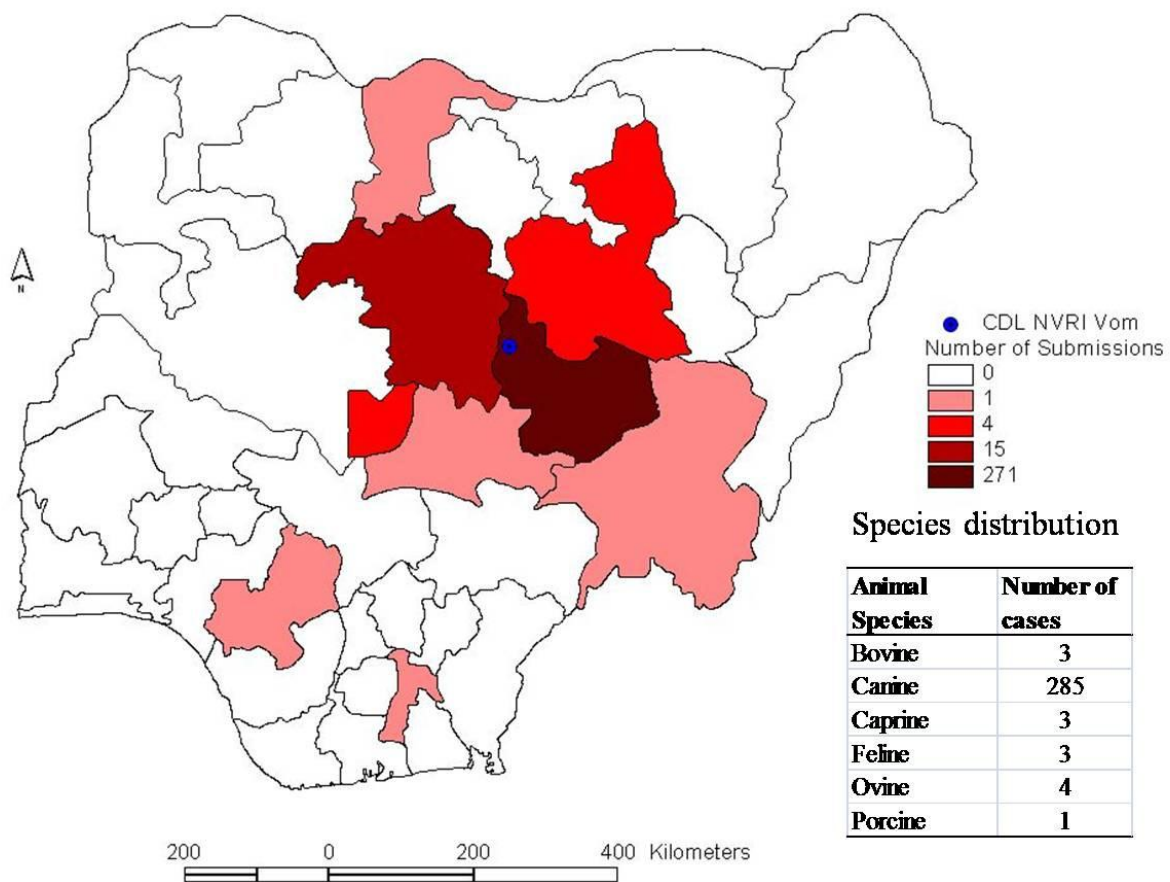 N
CDL NVRI Vom
Number of Submissions
0
1
4
15
271
Species distribution
Animal Species Number of cases
Bovine 3
Canine 285
Caprine 3
Feline 3
Ovine 4
Porcine 1
200 0 200 400 Kilometers